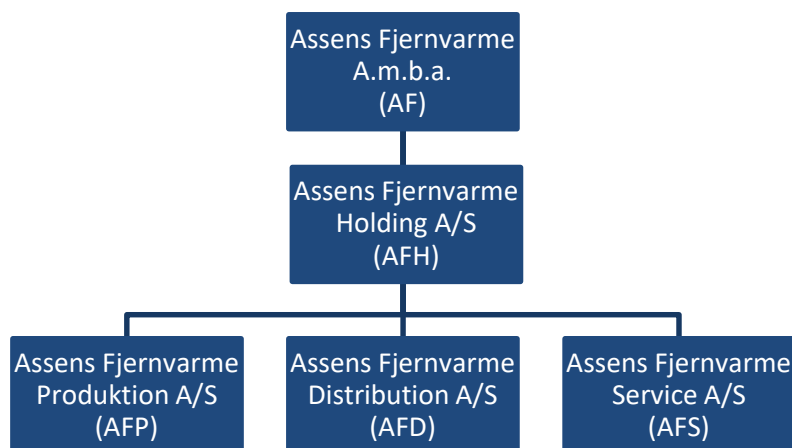 Assens Fjernvarme
A.m.b.a.
(AF)
Assens Fjernvarme
Holding A/S
(AFH)
Assens Fjernvarme
Produktion A/S
(AFP)
Assens Fjernvarme
Distribution A/S
(AFD)
Assens Fjernvarme
Service A/S
(AFS)